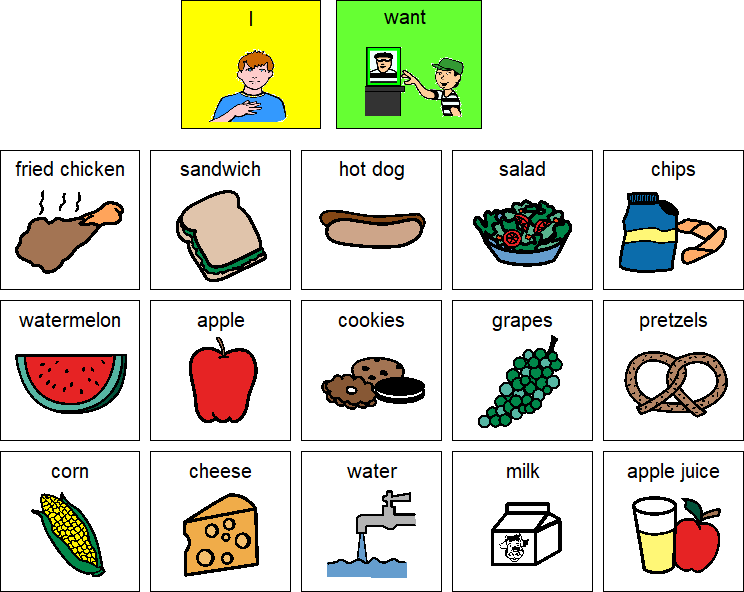 I
want
fried chicken
sandwich
hot dog
salad
chips
watermelon
apple
cookies
grapes
pretzels
corn
cheese
water
milk
apple juice